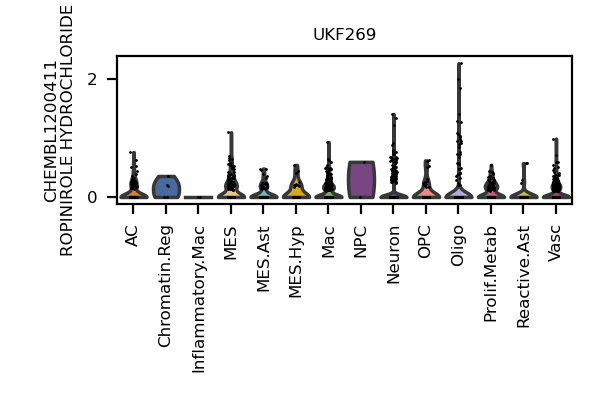 UKF269
CHEMBL1200411
ROPINIROLE HYDROCHLORIDE
2
0
AC
Chromatin.Reg
Inflammatory.Mac
MES
MES.Ast
MES.Hyp
Mac
NPC
Neuron
OPC
Oligo
Prolif.Metab
Reactive.Ast
Vasc